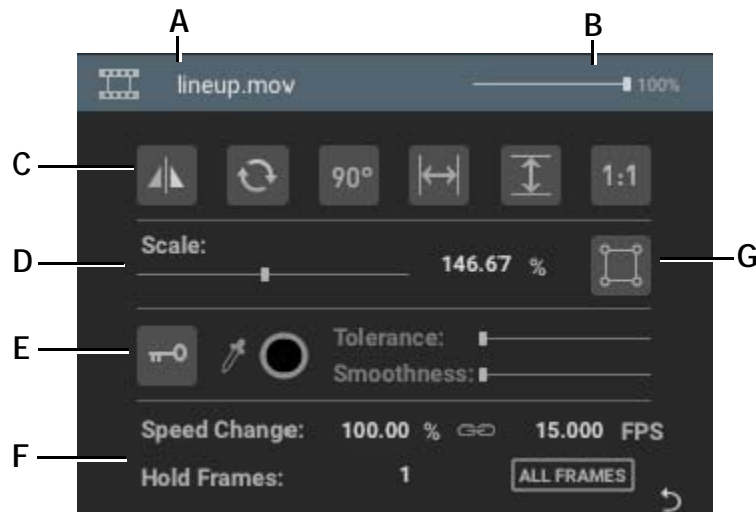 A
B
lineup.mov 100%
C 90° 1:1
Scale:
D 146.67 % G
E Tolerance:
Smoothness:
Speed Change: 100.00 % 15.000 FPS
F
Hold Frames: 1 ALL FRAMES